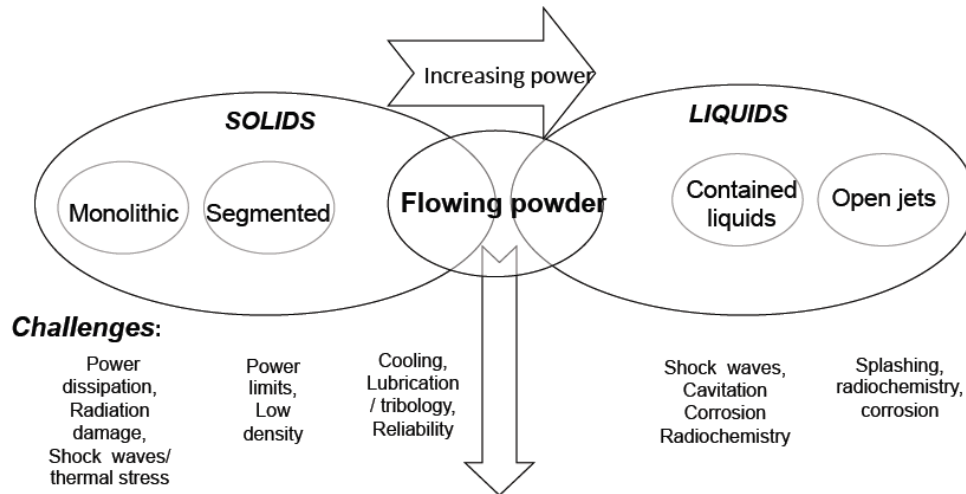 Increasing power
SOLIDS
LIQUIDS
Monolithic
Segmented
Flowing powder
Contained
liquids
Open jets
Challenges:
Power
dissipation,
Radiation
damage,
Shock waves/
thermal stress
Power
limits,
Low
density
Cooling,
Lubrication
/ tribology,
Reliability
Shock waves,
Cavitation
Corrosion
Radiochemistry
Splashing,
radiochemistry,
corrosion